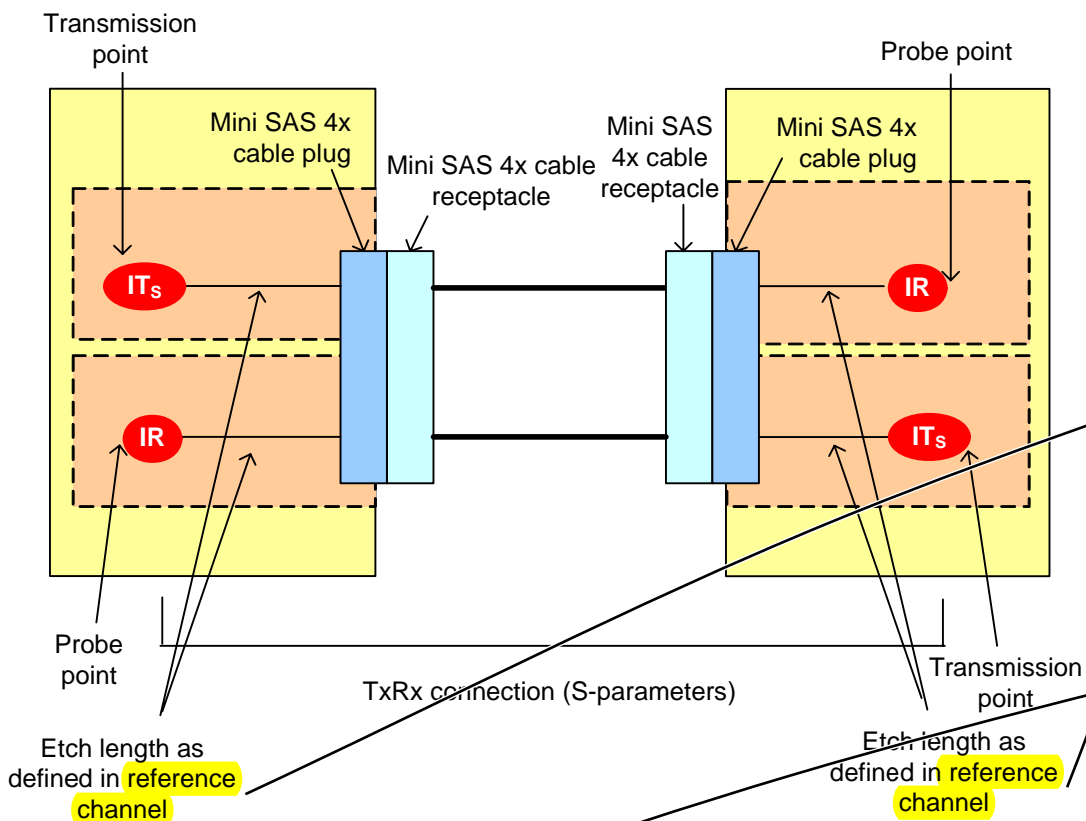 Transmission
point
Probe point
Mini SAS 4x
cable plug
Mini SAS 4x cable
receptacle
Mini SAS
4x cable
receptacle
Mini SAS 4x
cable plug
ITS
IR
IR
ITS
Probe
point
TxRx connection (S-parameters)
Transmission
point
Etch length as
defined in reference
channel
Etch length as
defined in reference
channel